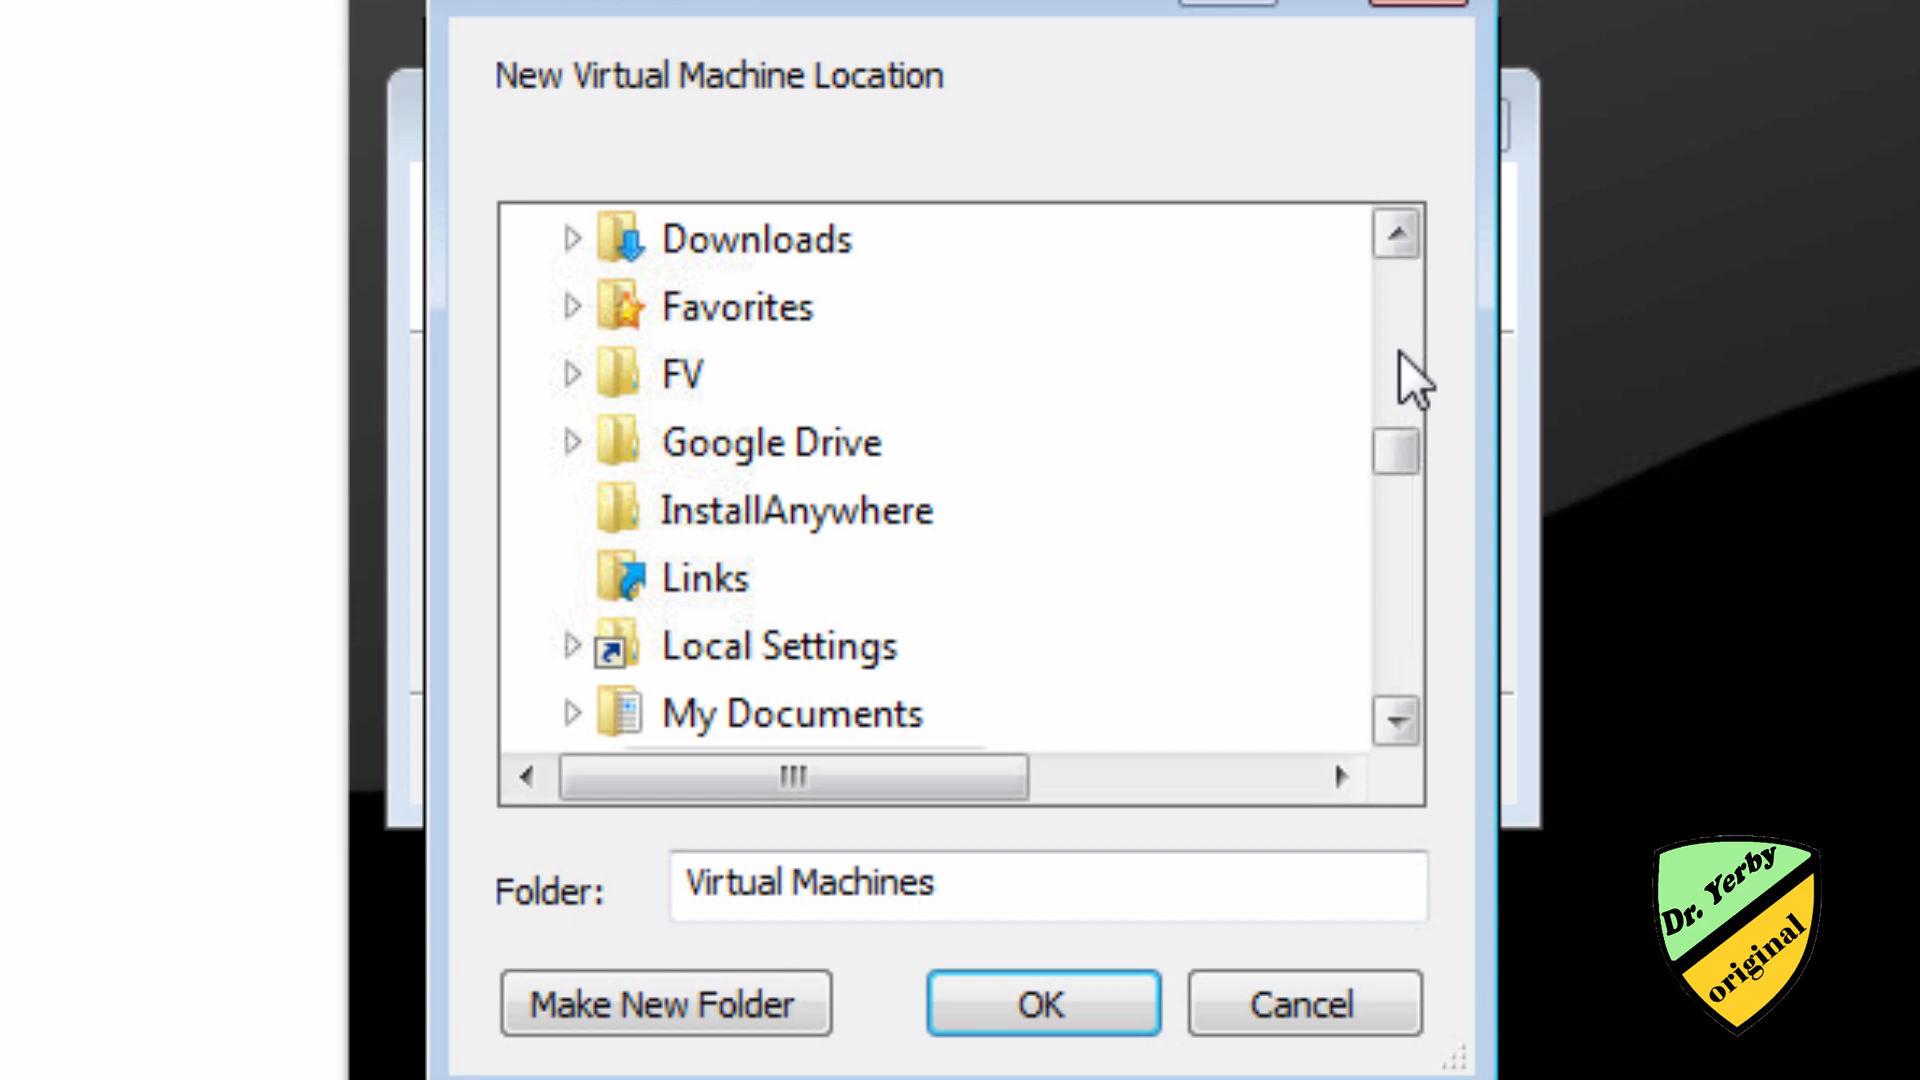 New Virtual Machine Location
Downloads
Favorites
FV
Google Drive
InstallAnywhere
Links
Local Settings
My Documents
Folder:
Virtual Machines
Make New Folder
OK
Cancel
Dr. Yerby
original